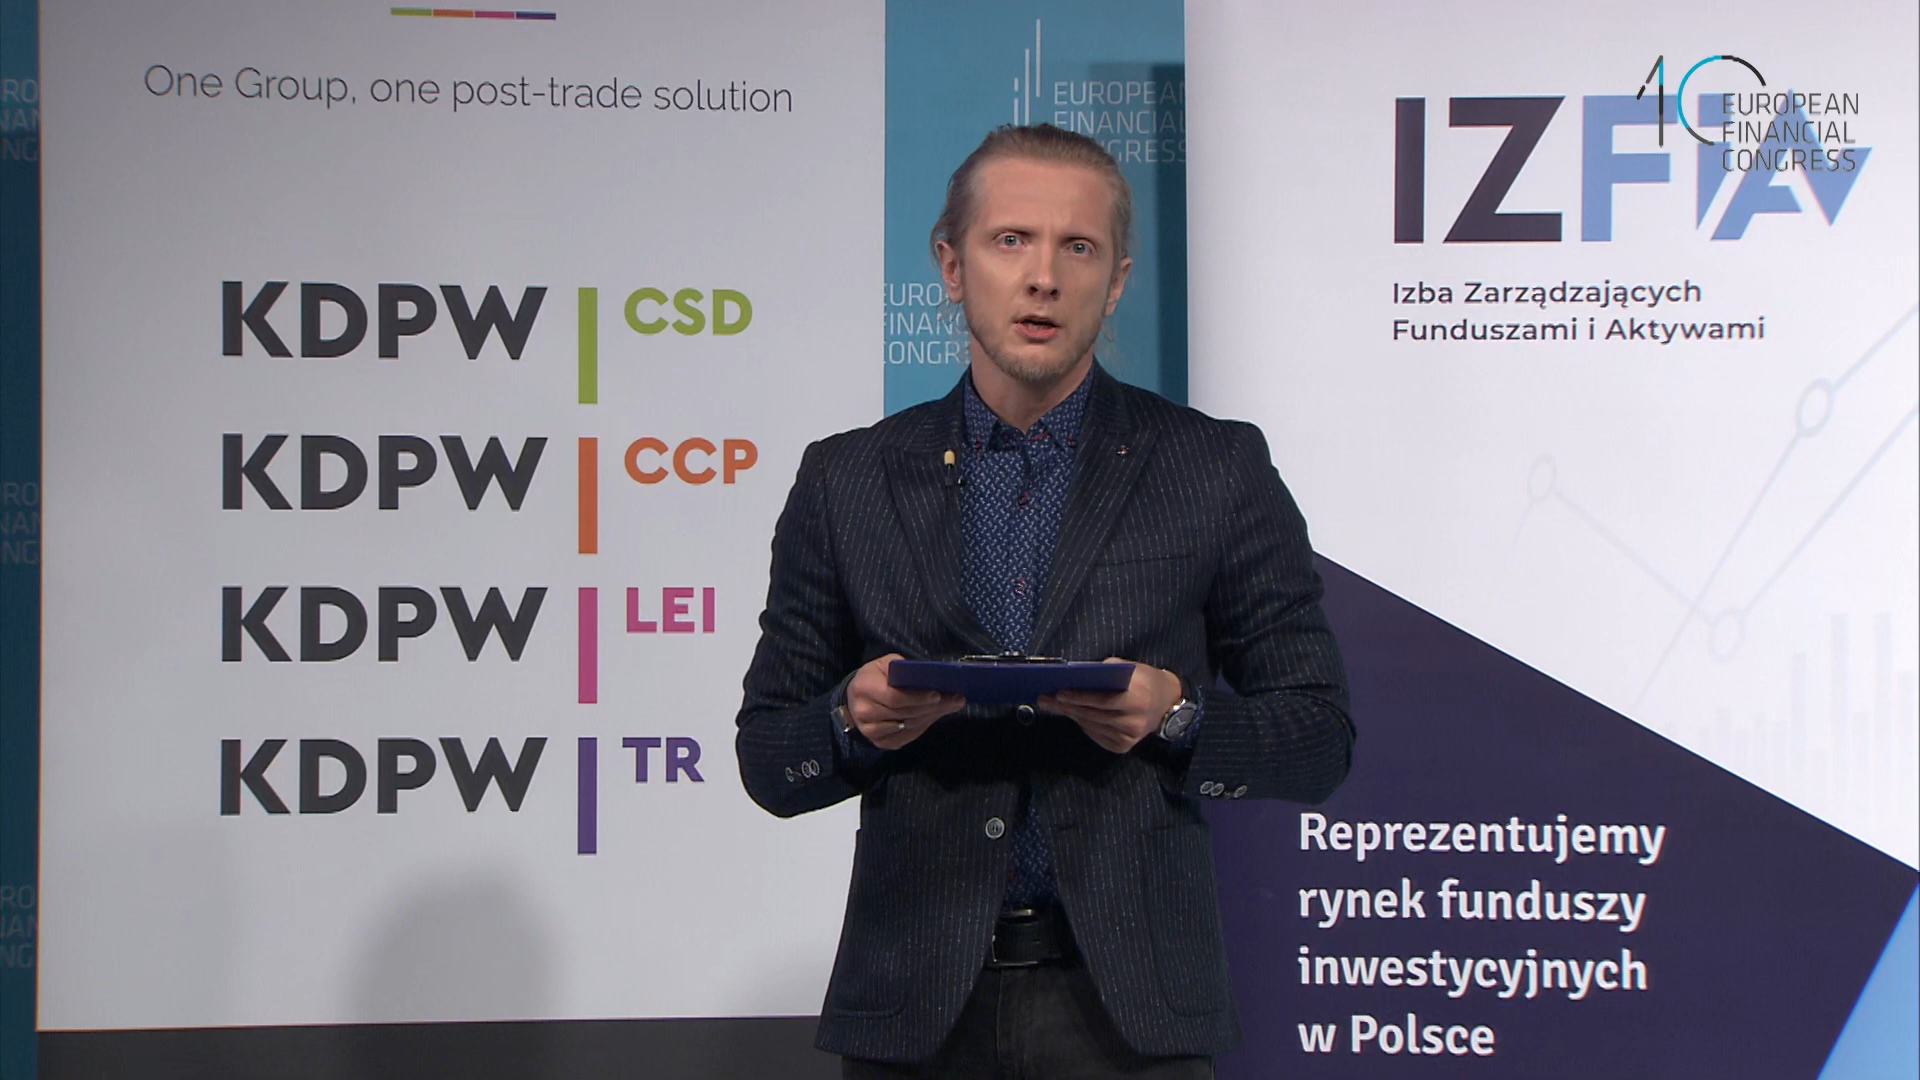 One Group, one post-trade solution
KDPW CSD
KDPW CCP
KDPW LEI
KDPW TR
EUROPEAN
FINANCIAL
CONGRESS
IZFiA
Izba Zarządzających
Funduszami i Aktywami
10 EUROPEAN
FINANCIAL
CONGRESS
Reprezentujemy
rynek funduszy
inwestycyjnych
w Polsce